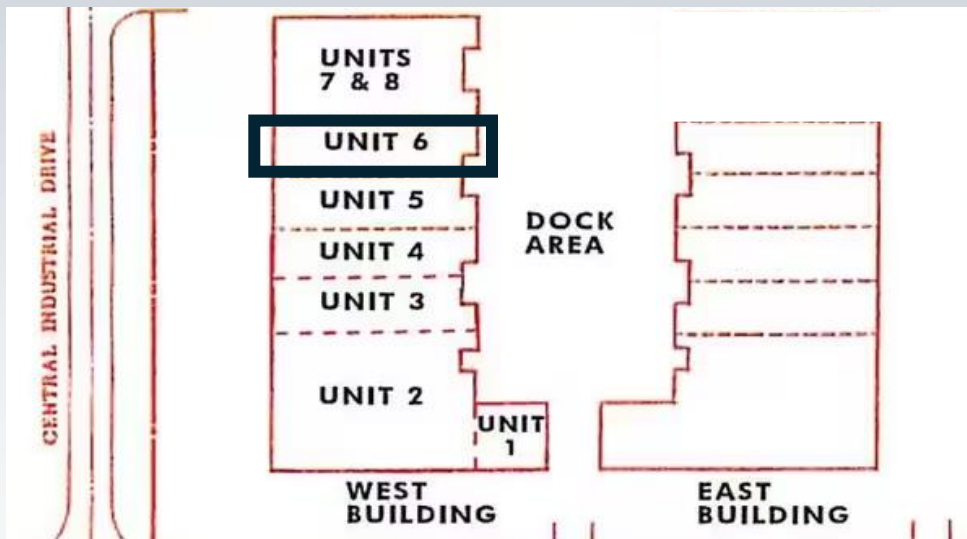 CENTRAL INDUSTRIAL DRIVE
UNITS
7 & 8
UNIT 6
UNIT 5
UNIT 4
UNIT 3
UNIT 2
UNIT
1
DOCK
AREA
WEST
BUILDING
EAST
BUILDING